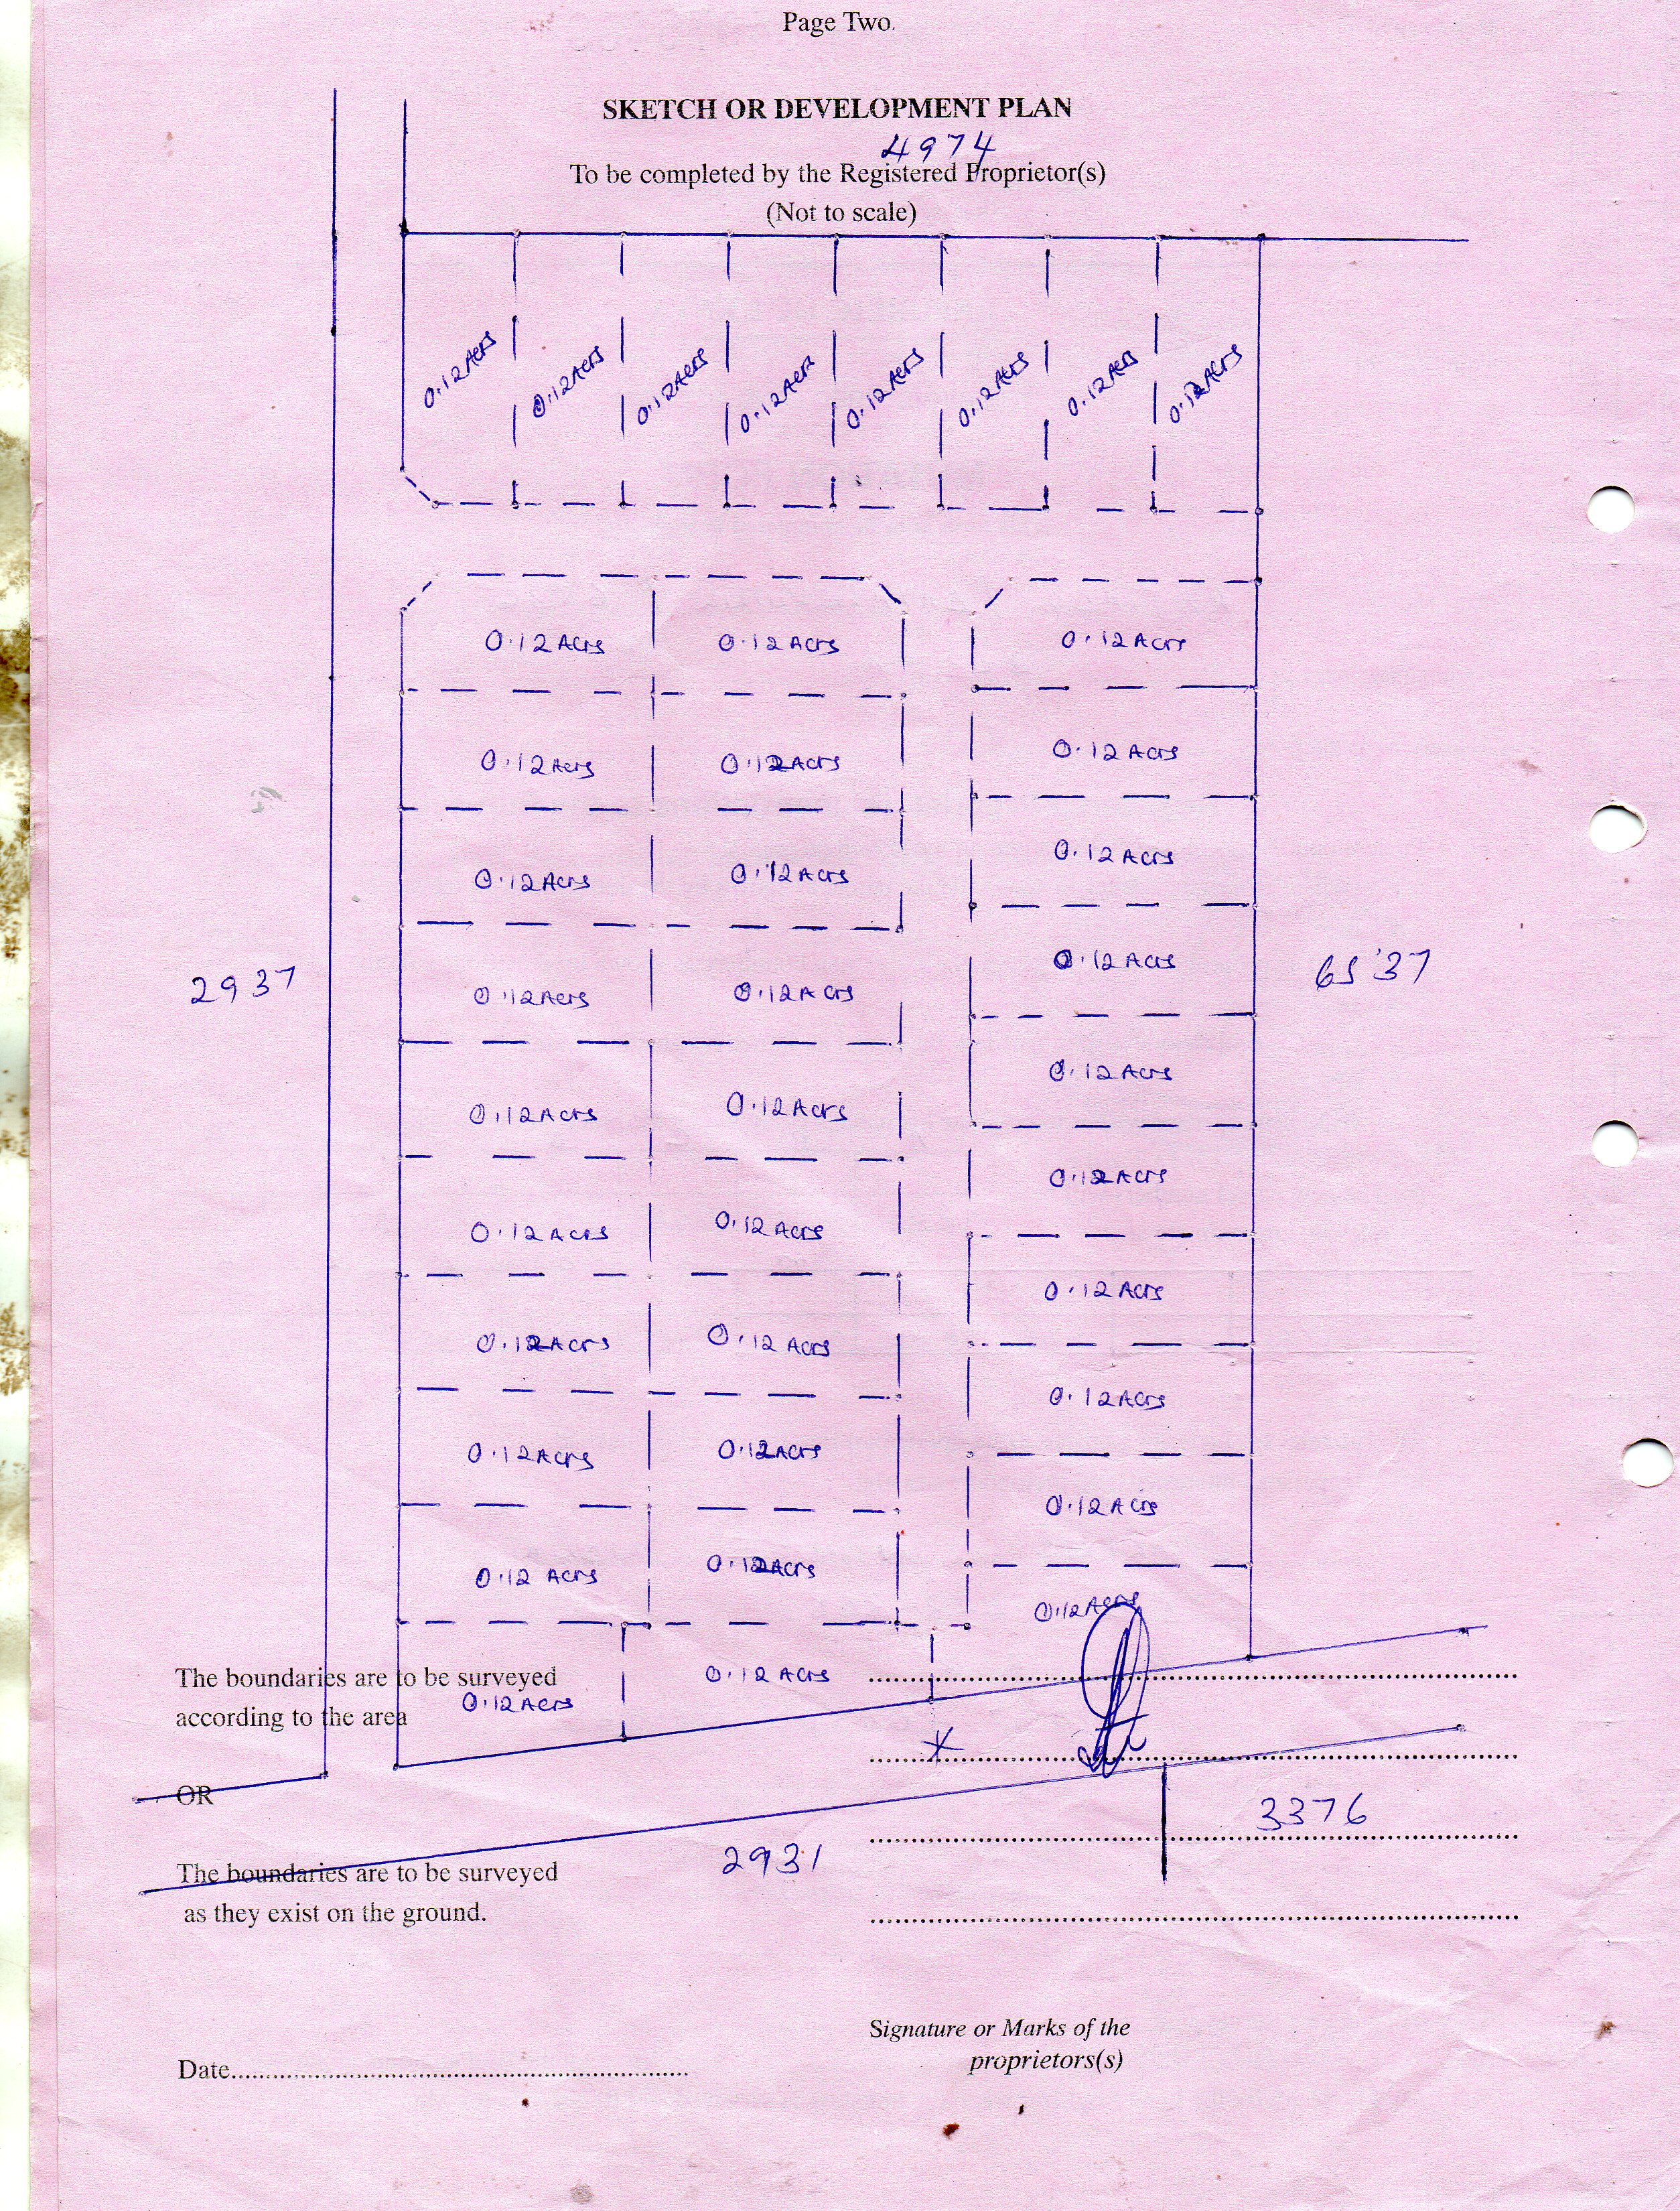 Page Two.
SKETCH OR DEVELOPMENT PLAN
4974
To be completed by the Registered Proprietor(s)
(Not to scale)
0.12 Acrs 0.12 Acrs 0.12 Acrs 0.12 Acrs 0.12 Acrs 0.12 Acrs 0.12 Acrs 0.12 Acrs
0.12 Acrs 0.12 Acrs 0.12 Acrs
0.12 Acrs 0.12 Acrs 0.12 Acrs
0.12 Acrs 0.12 Acrs 0.12 Acrs
2937 0.12 Acrs 0.12 Acrs 0.12 Acrs 6537
0.12 Acrs 0.12 Acrs 0.12 Acrs
0.12 Acrs 0.12 Acrs 0.12 Acrs
0.12 Acrs 0.12 Acrs 0.12 Acrs
0.12 Acrs 0.12 Acrs 0.12 Acrs
0.12 Acrs 0.12 Acrs 0.12 Acrs
0.12 Acrs
0.12 Acrs 0.12 Acrs
The boundaries are to be surveyed
according to the area
OR
2931 3376
The boundaries are to be surveyed
as they exist on the ground.
Signature or Marks of the
proprietors(s)
Date